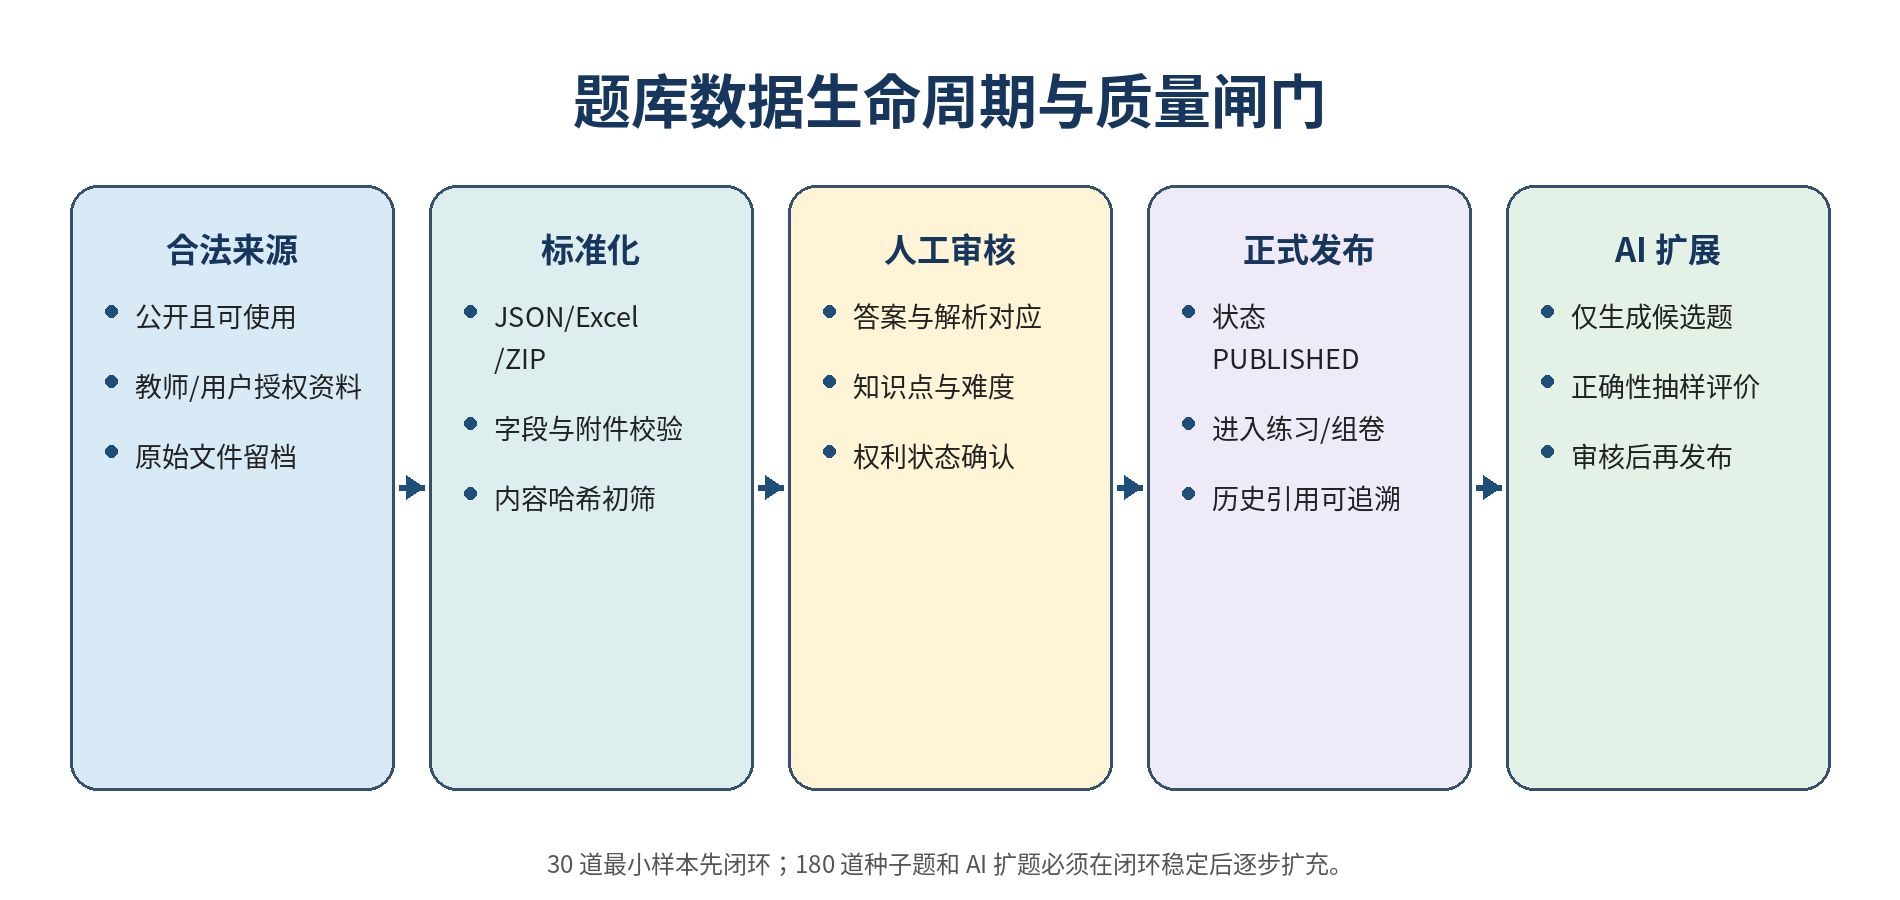 题库数据生命周期与质量闸门
合法来源
公开且可使用
教师/用户授权资料
原始文件留档
标准化
JSON/Excel
/ZIP
字段与附件校验
内容哈希初筛
人工审核
答案与解析对应
知识点与难度
权利状态确认
正式发布
状态
PUBLISHED
进入练习/组卷
历史引用可追溯
AI 扩展
仅生成候选题
正确性抽样评价
审核后再发布
30 道最小样本先闭环；180 道种子题和 AI 扩题必须在闭环稳定后逐步扩充。